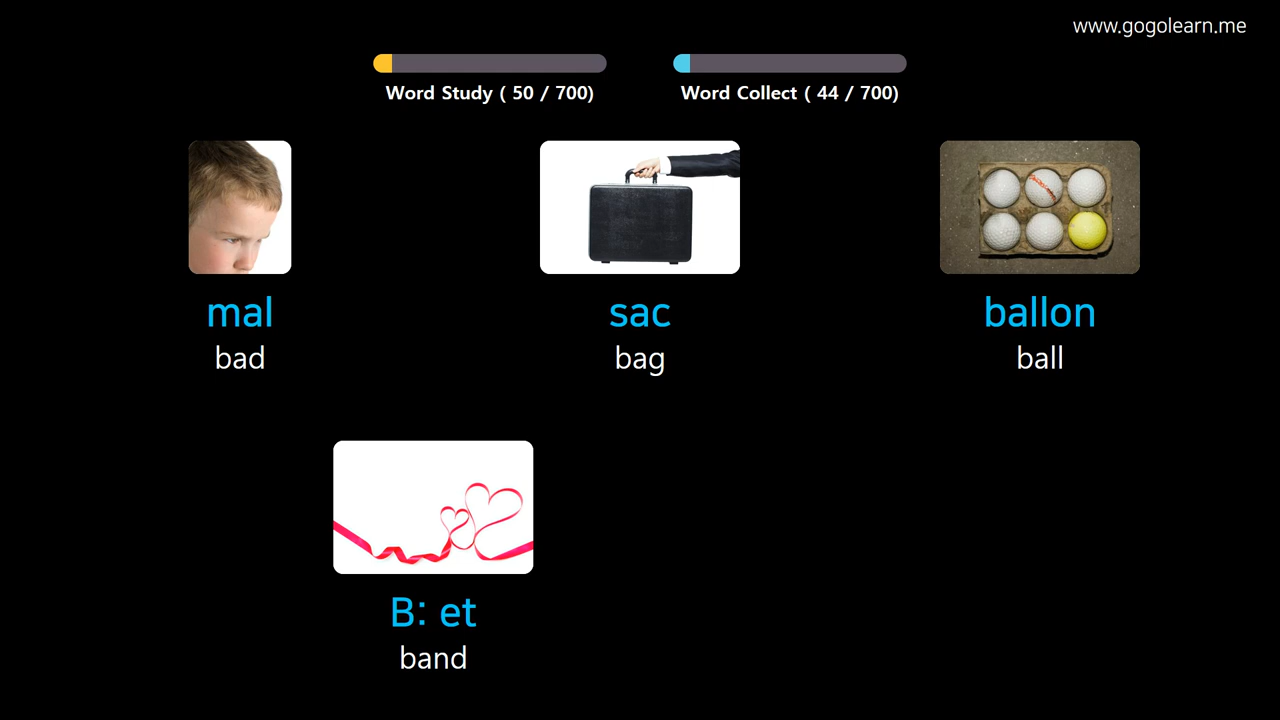 www.gogolearn.me
Word Study ( 50 / 700)
Word Collect ( 44 / 700)
mal
bad
sac
bag
ballon
ball
B: et
band